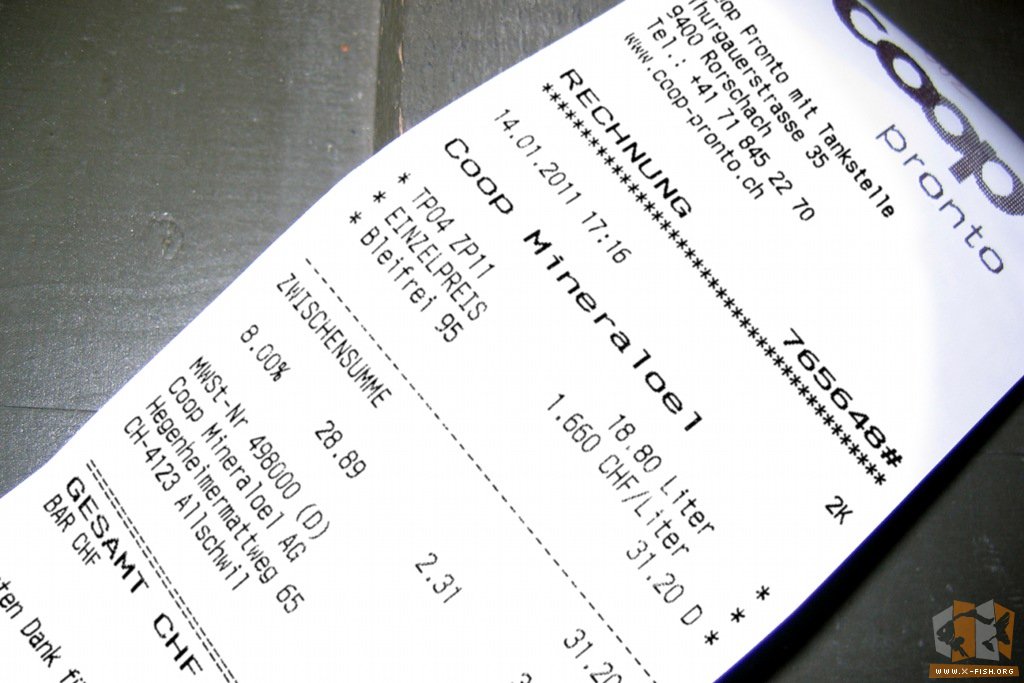 coop
pronto
Coop Pronto mit Tankstelle
Thurgauerstrasse 35
9400 Rorschach
Tel.: +41 71 845 22 70
www.coop-pronto.ch
RECHNUNG 765648#
************************************
14.01.2011 17:16 2K
Coop Mineraloel
* TP04 ZP11 18.80 Liter *
* EINZELPREIS 1.660 CHF/Liter *
* Bleifrei 95 31.20 D *
ZWISCHENSUMME 31.20
8.00% 28.89 2.31
MWSt-Nr 498000 (D)
Coop Mineraloel AG
Hegenheimermattweg 65
CH-4123 Allschwil
GESAMT CHF
BAR CHF
Dank
WWW.X-FISH.ORG